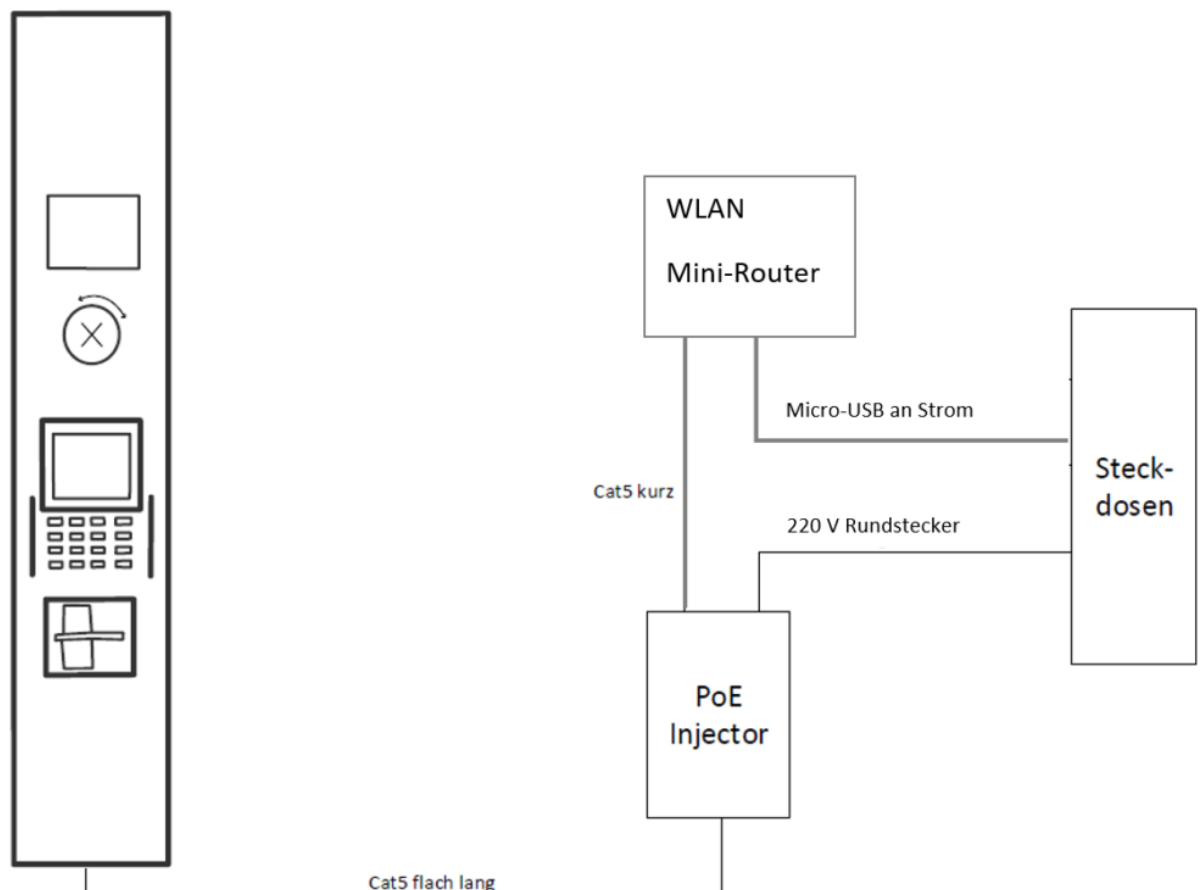 WLAN
Mini-Router
Micro-USB an Strom
Steck-
dosen
Cat5 kurz
220 V Rundstecker
PoE
Injector
Cat5 flach lang